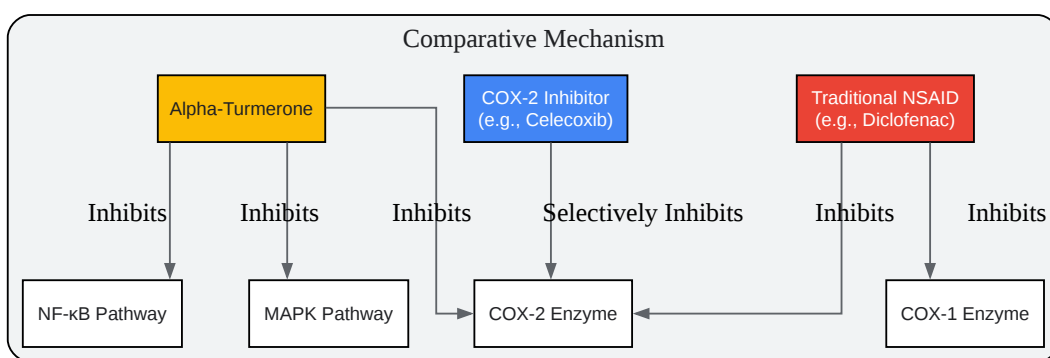 Comparative Mechanism
Alpha-Turmerone
COX-2 Inhibitor
(e.g., Celecoxib)
Traditional NSAID
(e.g., Diclofenac)
Inhibits
Inhibits
Inhibits
Selectively Inhibits
Inhibits
Inhibits
NF-κB Pathway
MAPK Pathway
COX-2 Enzyme
COX-1 Enzyme